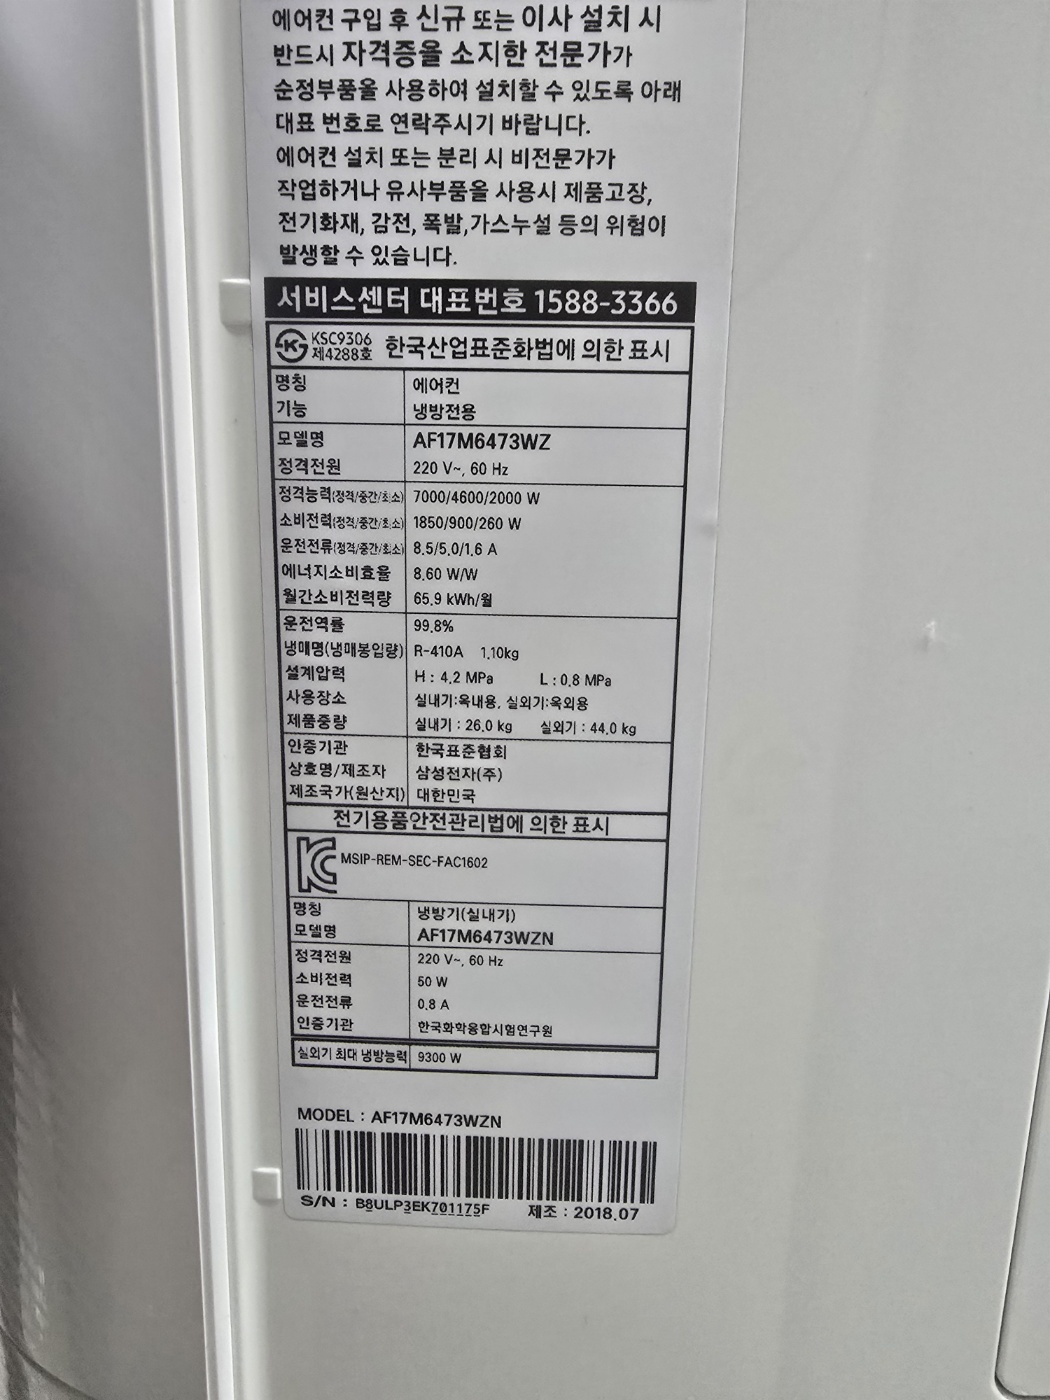 에어컨 구입 후 신규 또는 이사 설치 시
반드시 자격증을 소지한 전문가가
순정부품을 사용하여 설치할 수 있도록 아래
대표 번호로 연락주시기 바랍니다.
에어컨 설치 또는 분리 시 비전문가가
작업하거나 유사부품을 사용시 제품고장,
전기화재, 감전, 폭발,가스누설 등의 위험이
발생할 수 있습니다.
서비스센터 대표번호 1588-3366
KSC9306
제4288호 한국산업표준화법에 의한 표시
명칭 에어컨
기능 냉방전용
모델명 AF17M6473WZ
정격전원 220 V~, 60 Hz
정격능력(정격/중간/최소) 7000/4600/2000 W
소비전력(정격/중간/최소) 1850/900/260 W
운전전류(정격/중간/최소) 8.5/5.0/1.6 A
에너지소비효율 8.60 W/W
월간소비전력량 65.9 kWh/월
운전역률 99.8%
냉매명(냉매봉입량) R-410A 1.10kg
설계압력 H : 4.2 MPa L : 0.8 MPa
사용장소 실내기:옥내용, 실외기:옥외용
제품중량 실내기 : 26.0 kg 실외기 : 44.0 kg
인증기관 한국표준협회
상호명/제조자 삼성전자(주)
제조국가(원산지) 대한민국
전기용품안전관리법에 의한 표시
MSIP-REM-SEC-FAC1602
명칭 냉방기(실내기)
모델명 AF17M6473WZN
정격전원 220 V~, 60 Hz
소비전력 50 W
운전전류 0.8 A
인증기관 한국화학융합시험연구원
실외기 최대 냉방능력 9300 W
MODEL : AF17M6473WZN
S/N : B8ULP3EK701175F 제조 : 2018.07